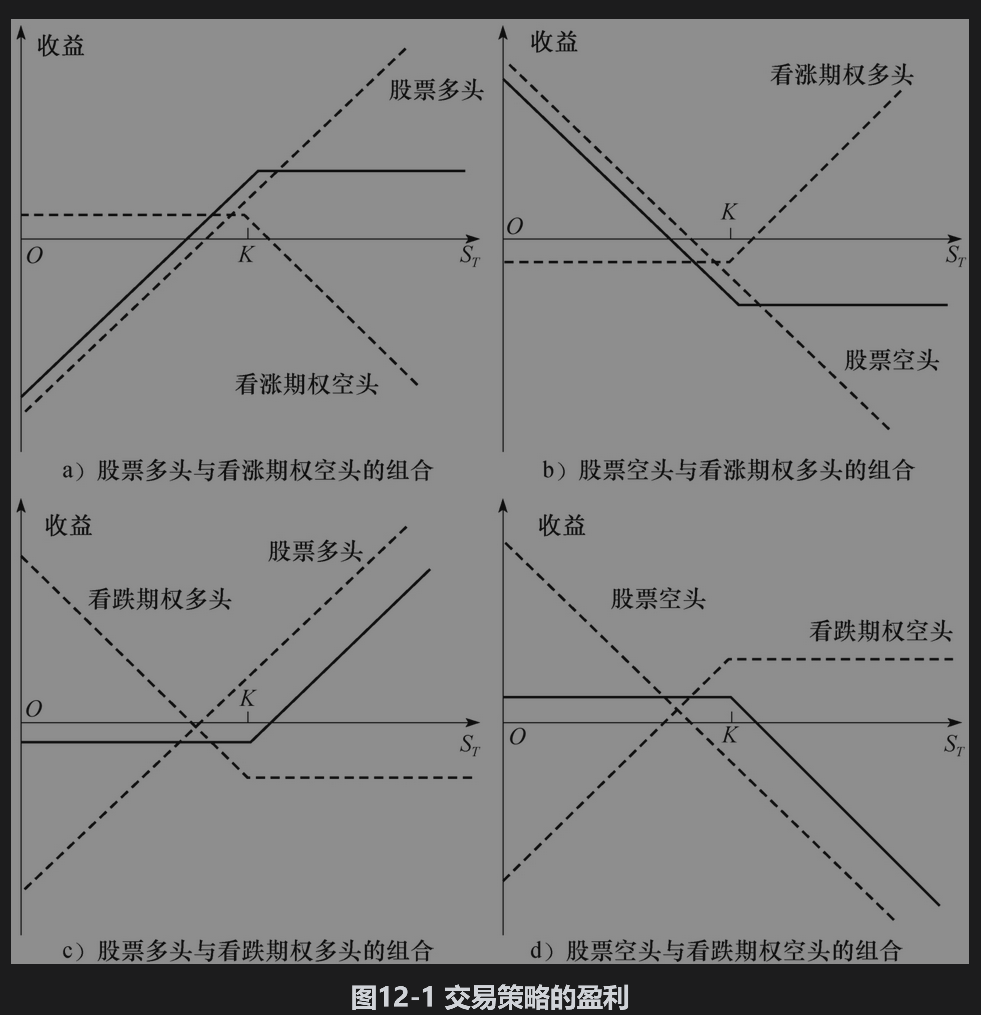 收益
股票多头
O
K
S_T
看涨期权空头
a）股票多头与看涨期权空头的组合
收益
看涨期权多头
O
K
S_T
股票空头
b）股票空头与看涨期权多头的组合
收益
股票多头
看跌期权多头
O
K
S_T
c）股票多头与看跌期权多头的组合
收益
股票空头
看跌期权空头
O
K
S_T
d）股票空头与看跌期权空头的组合
图12-1 交易策略的盈利